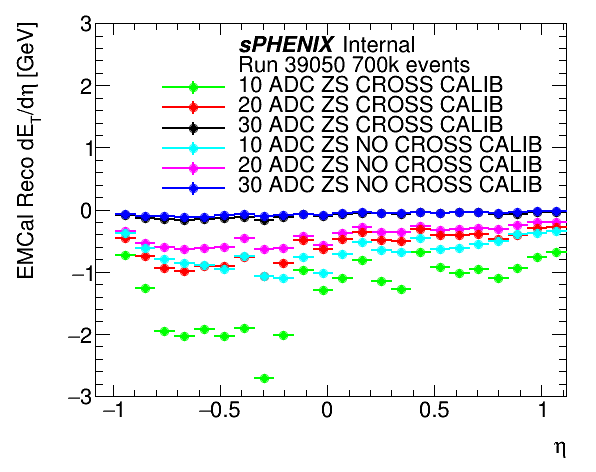 EMCal Reco dE_T/dη [GeV]
3
2
1
0
−1
−2
−3
sPHENIX Internal
Run 39050 700k events
10 ADC ZS CROSS CALIB
20 ADC ZS CROSS CALIB
30 ADC ZS CROSS CALIB
10 ADC ZS NO CROSS CALIB
20 ADC ZS NO CROSS CALIB
30 ADC ZS NO CROSS CALIB
−1 −0.5 0 0.5 1
η